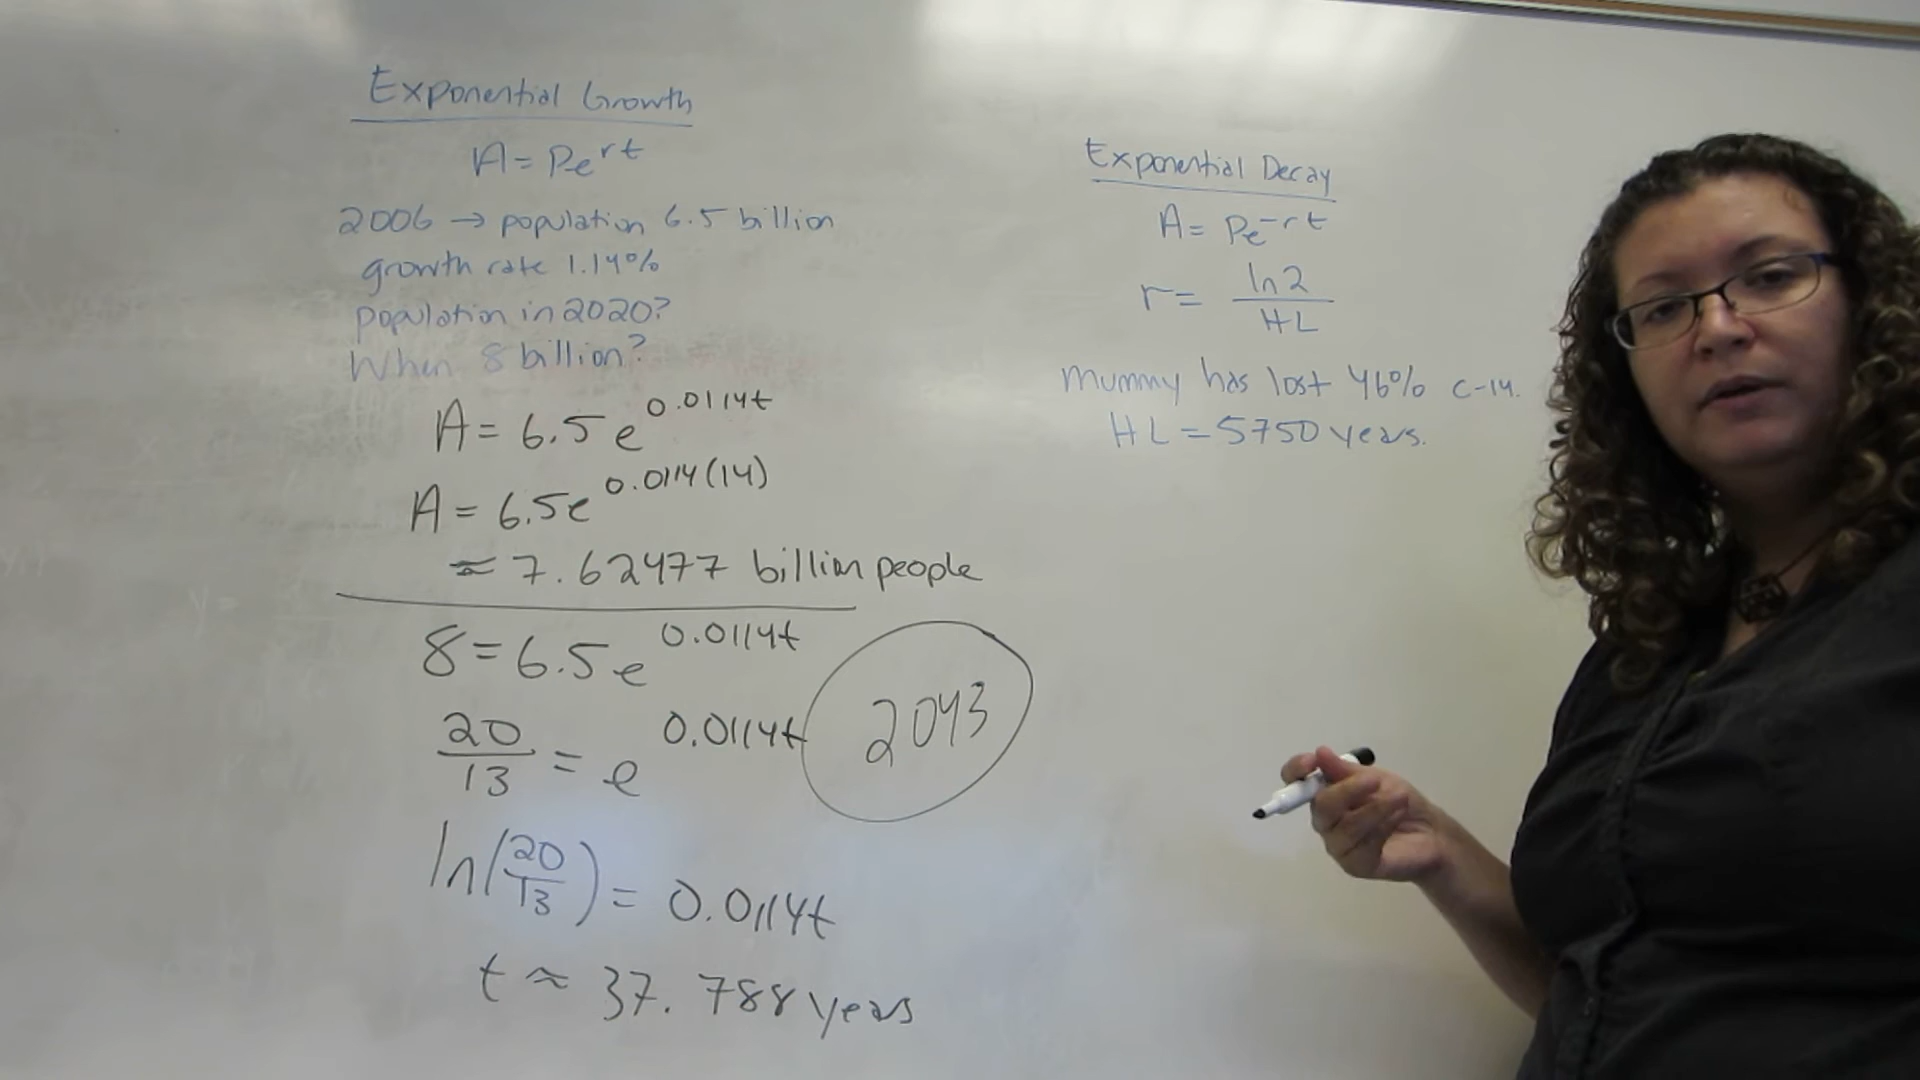 Exponential Growth
A = Pe^rt
2006 → population 6.5 billion
growth rate 1.14%
population in 2020?
When 8 billion?
A = 6.5e^0.0114t
A = 6.5e^0.0114(14)
≈ 7.62477 billion people
8 = 6.5e^0.0114t
20/13 = e^0.0114t
2043
ln(20/13) = 0.0114t
t ≈ 37.788 years
Exponential Decay
A = Pe^-rt
r = ln2/HL
Mummy has lost 46% C-14.
HL = 5750 years.